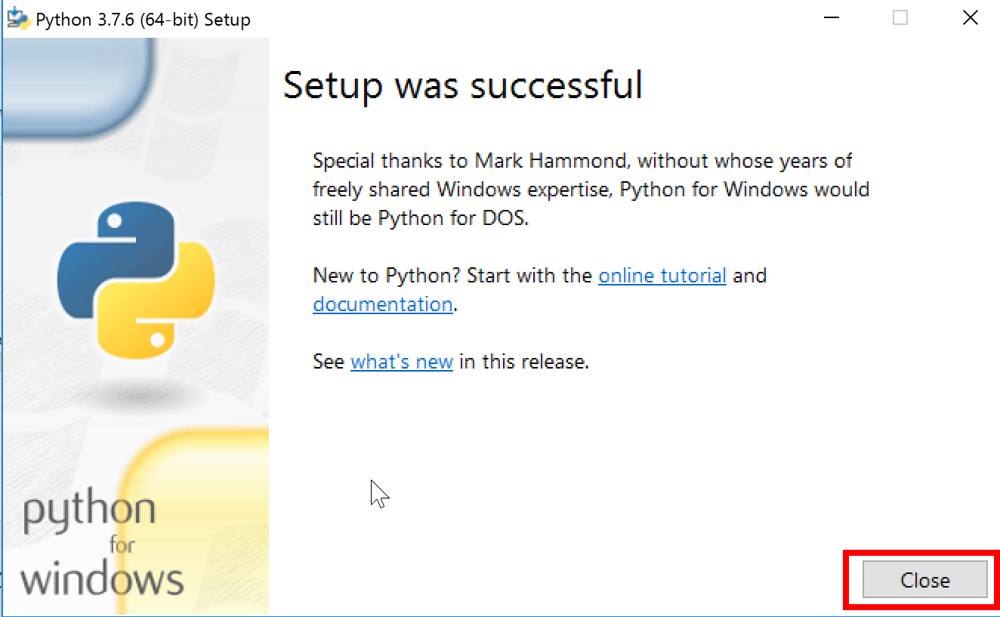 Python 3.7.6 (64-bit) Setup
Setup was successful
Special thanks to Mark Hammond, without whose years of
freely shared Windows expertise, Python for Windows would
still be Python for DOS.
New to Python? Start with the online tutorial and
documentation.
See what's new in this release.
python
for
windows
Close